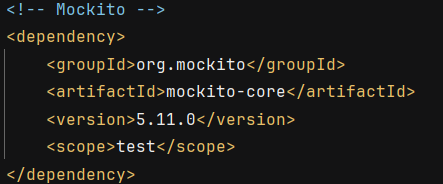 <!-- Mockito -->
<dependency>
    <groupId>org.mockito</groupId>
    <artifactId>mockito-core</artifactId>
    <version>5.11.0</version>
    <scope>test</scope>
</dependency>